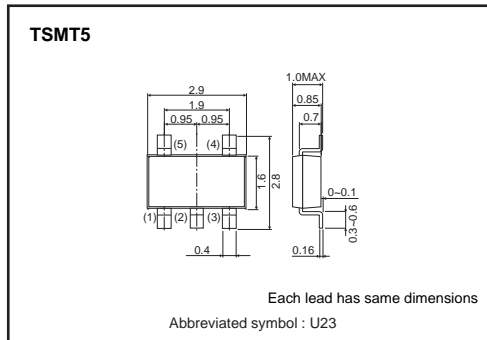 TSMT5
1.0MAX
2.9
0.85
1.9
0.7
0.95 0.95
(5) (4)
1.6
2.8
0~0.1
(1) (2) (3)
0.3~0.6
0.4
0.16
Each lead has same dimensions
Abbreviated symbol : U23